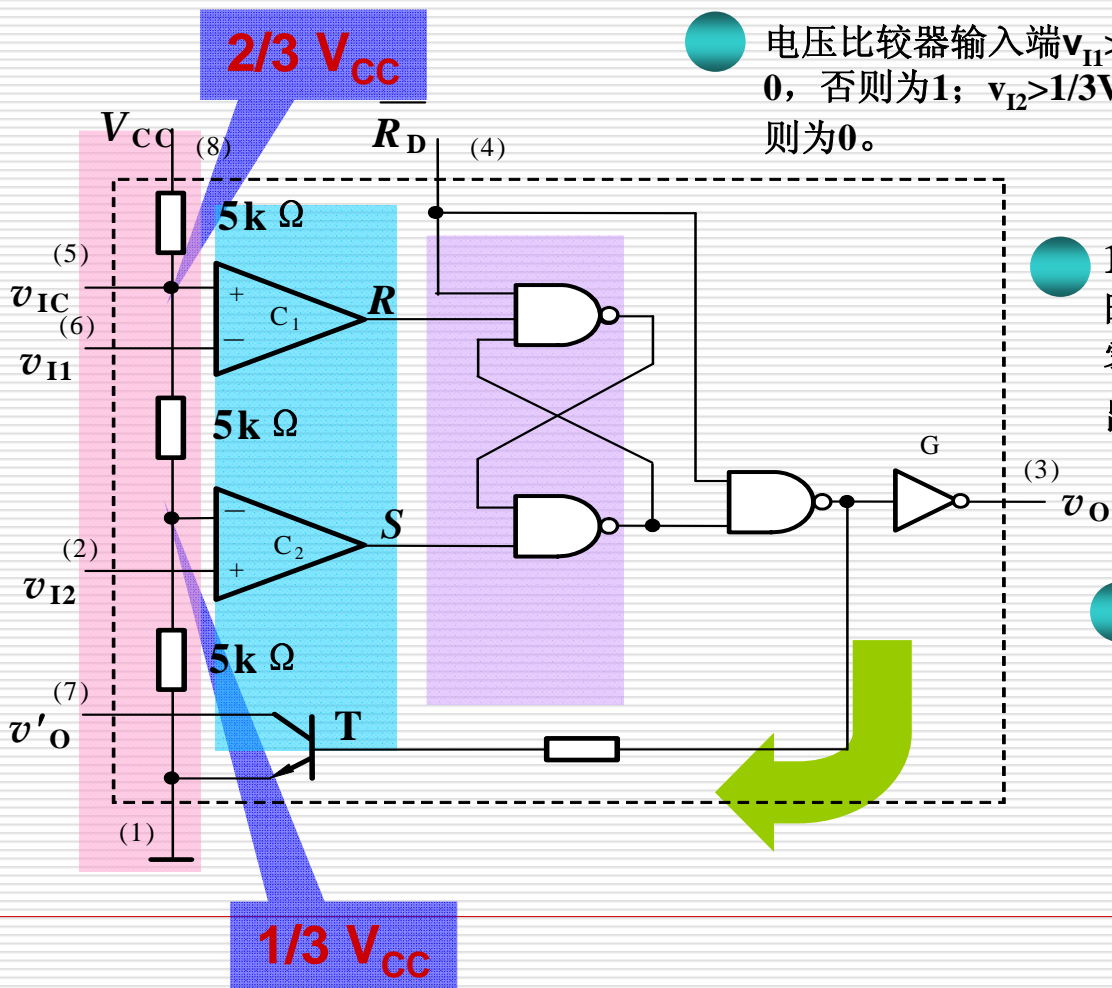 2/3 VCC
电压比较器输入端vI1>
0，否则为1；vI2>1/3V
则为0。
VCC
(8)
RD
(4)
5k Ω
(5)
vIC
+
C1
−
R
(6)
vI1
1
5k Ω
G
(3)
vO
−
C2
+
S
(2)
vI2
5k Ω
(7)
v'O
T
(1)
1/3 VCC